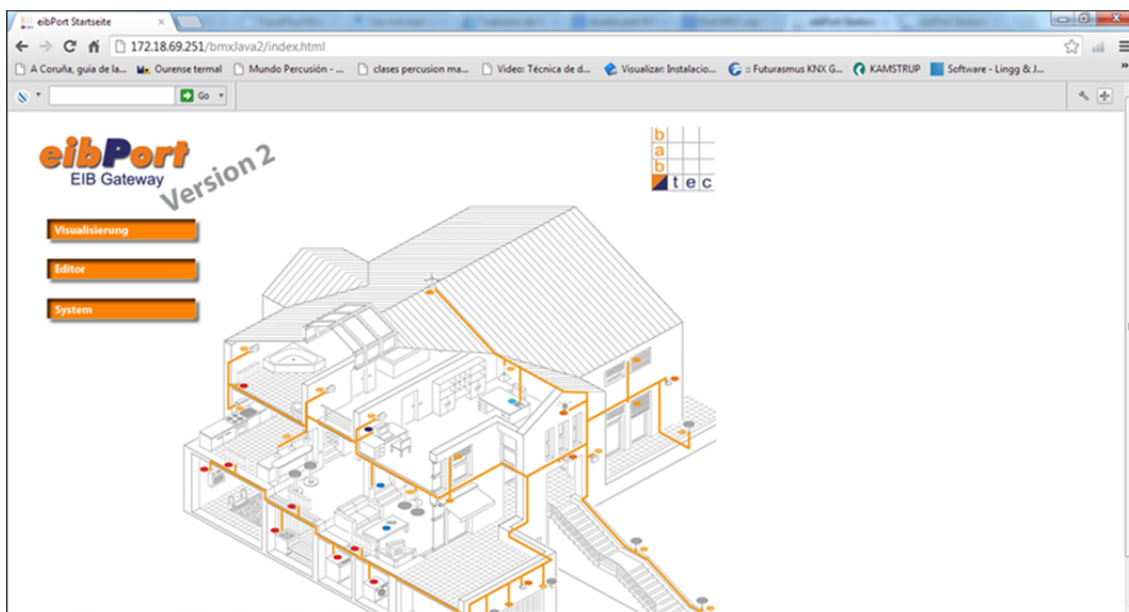 eibPort Startseite
172.18.69.251/bmxJava2/index.html
A Coruña, guia de la...
Ourense termal
Mundo Percusión - ...
clases percusion ma...
Video: Técnica de d...
Visualizar: Instalacio...
:: Futurasmus KNX G...
KAMSTRUP
Software - Lingg & J...
Go
eibPort
EIB Gateway
Version 2
b
a
b
tec
Visualisierung
Editor
System